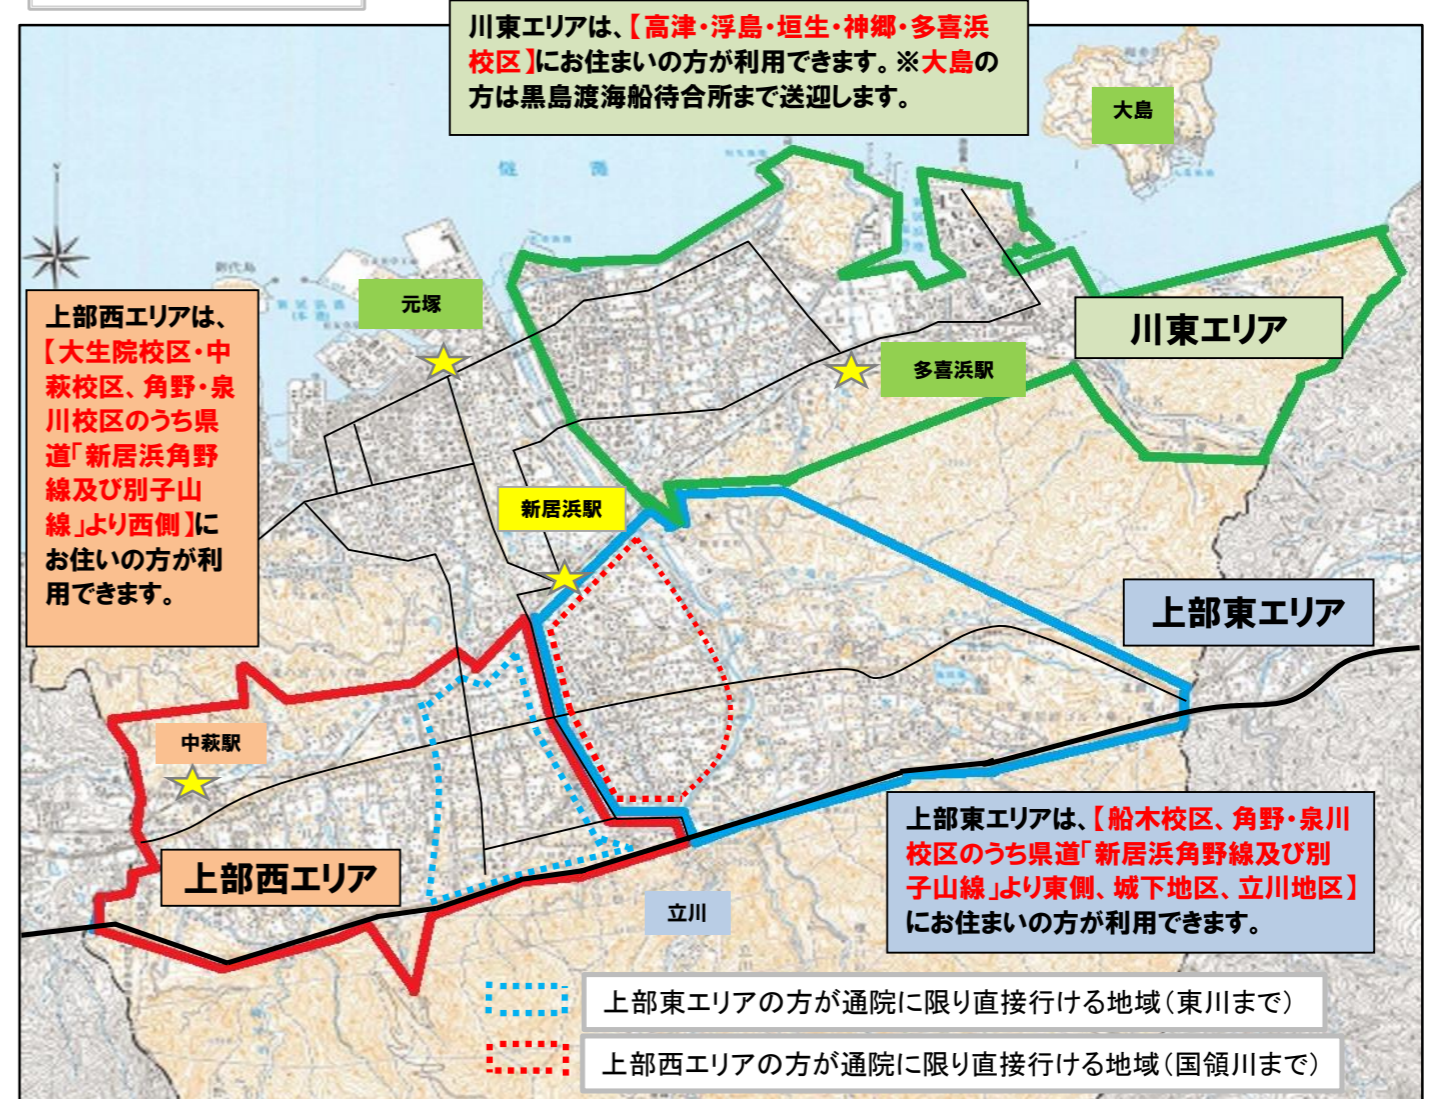 川東エリアは、【高津・浮島・垣生・神郷・多喜浜
校区】にお住まいの方が利用できます。※大島の
方は黒島渡海船待合所まで送迎します。
大島
燧
灘
御代島
元塚
川東エリア
多喜浜駅
上部西エリアは、
【大生院校区・中
萩校区、角野・泉
川校区のうち県
道「新居浜角野
線及び別子山
線」より西側】に
お住いの方が利
用できます。
新居浜駅
上部東エリア
中萩駅
上部西エリア
立川
上部東エリアは、【船木校区、角野・泉川
校区のうち県道「新居浜角野線及び別
子山線」より東側、城下地区、立川地区】
にお住まいの方が利用できます。
上部東エリアの方が通院に限り直接行ける地域（東川まで）
上部西エリアの方が通院に限り直接行ける地域（国領川まで）